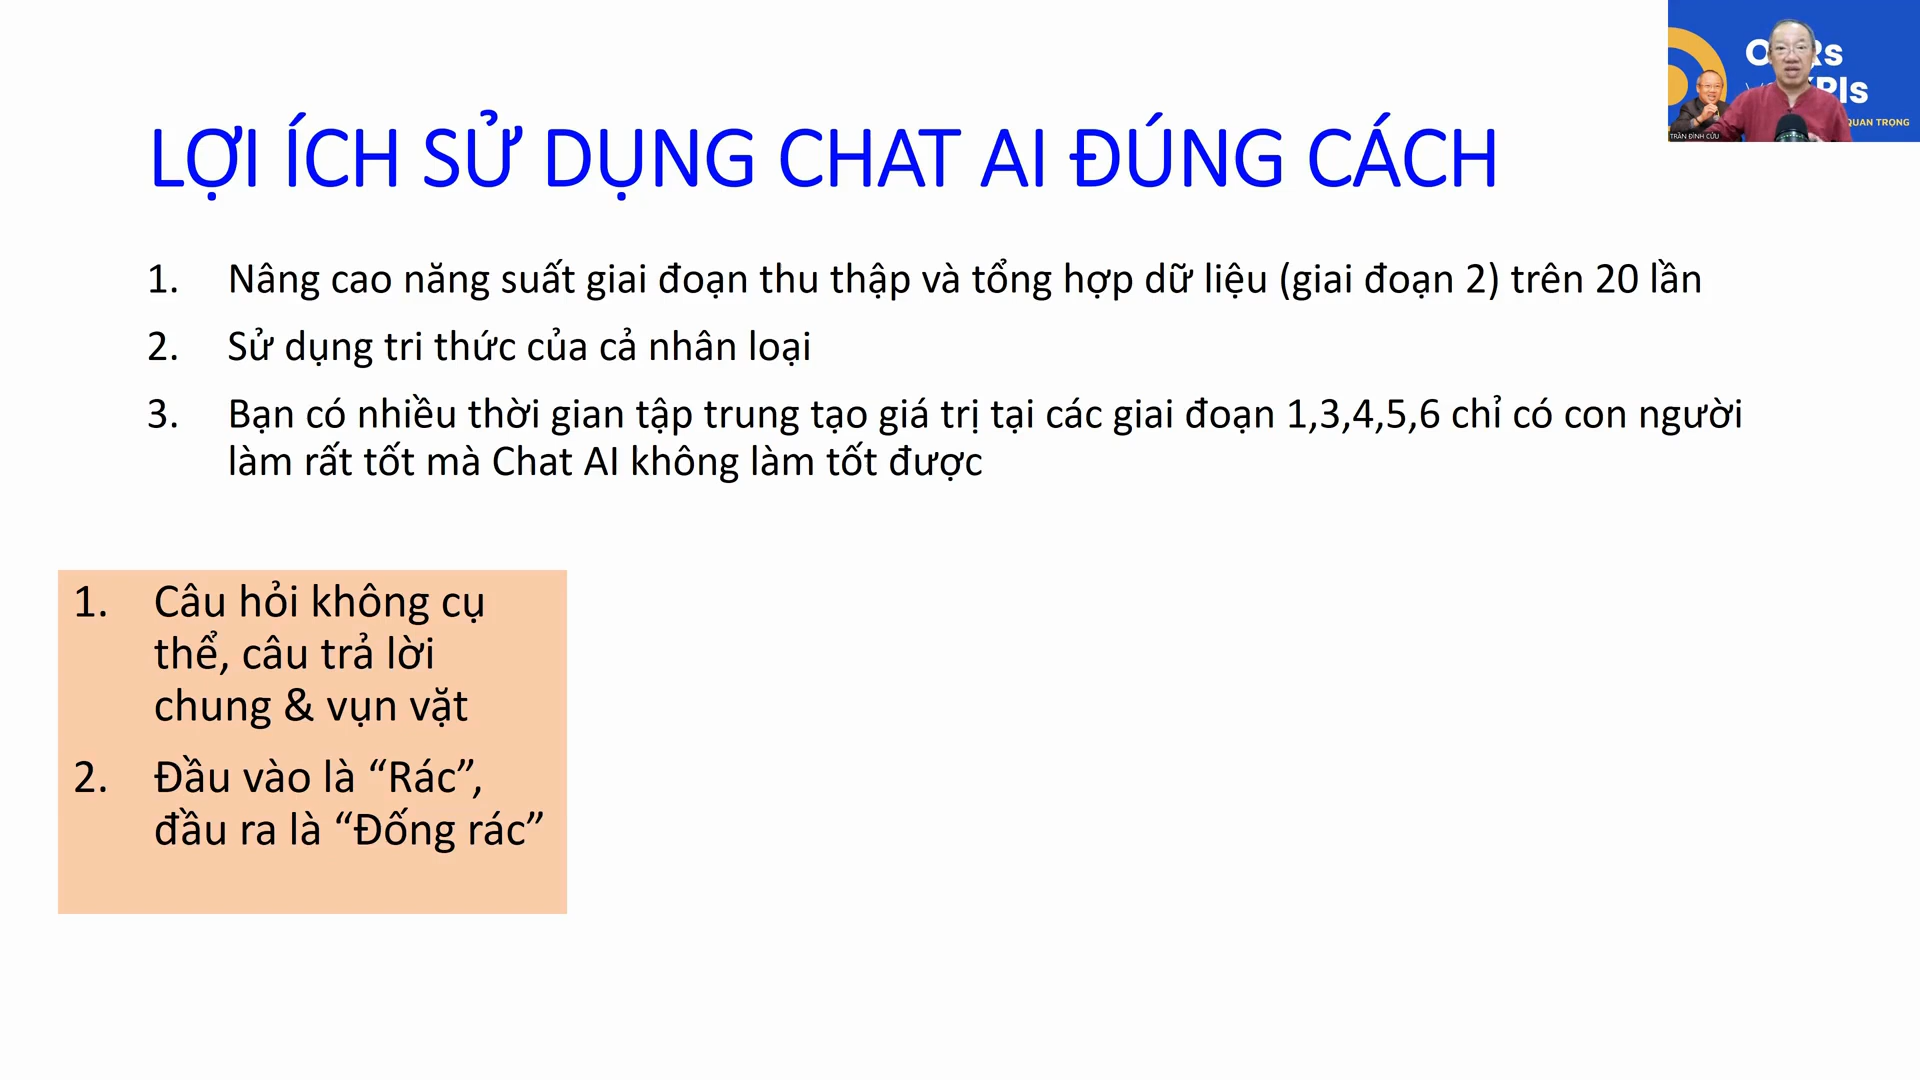 LỢI ÍCH SỬ DỤNG CHAT AI ĐÚNG CÁCH
1. Nâng cao năng suất giai đoạn thu thập và tổng hợp dữ liệu (giai đoạn 2) trên 20 lần
2. Sử dụng tri thức của cả nhân loại
3. Bạn có nhiều thời gian tập trung tạo giá trị tại các giai đoạn 1,3,4,5,6 chỉ có con người
làm rất tốt mà Chat AI không làm tốt được
1. Câu hỏi không cụ
thể, câu trả lời
chung & vụn vặt
2. Đầu vào là “Rác”,
đầu ra là “Đống rác”
TRẦN ĐÌNH CỬU
QUAN TRỌNG